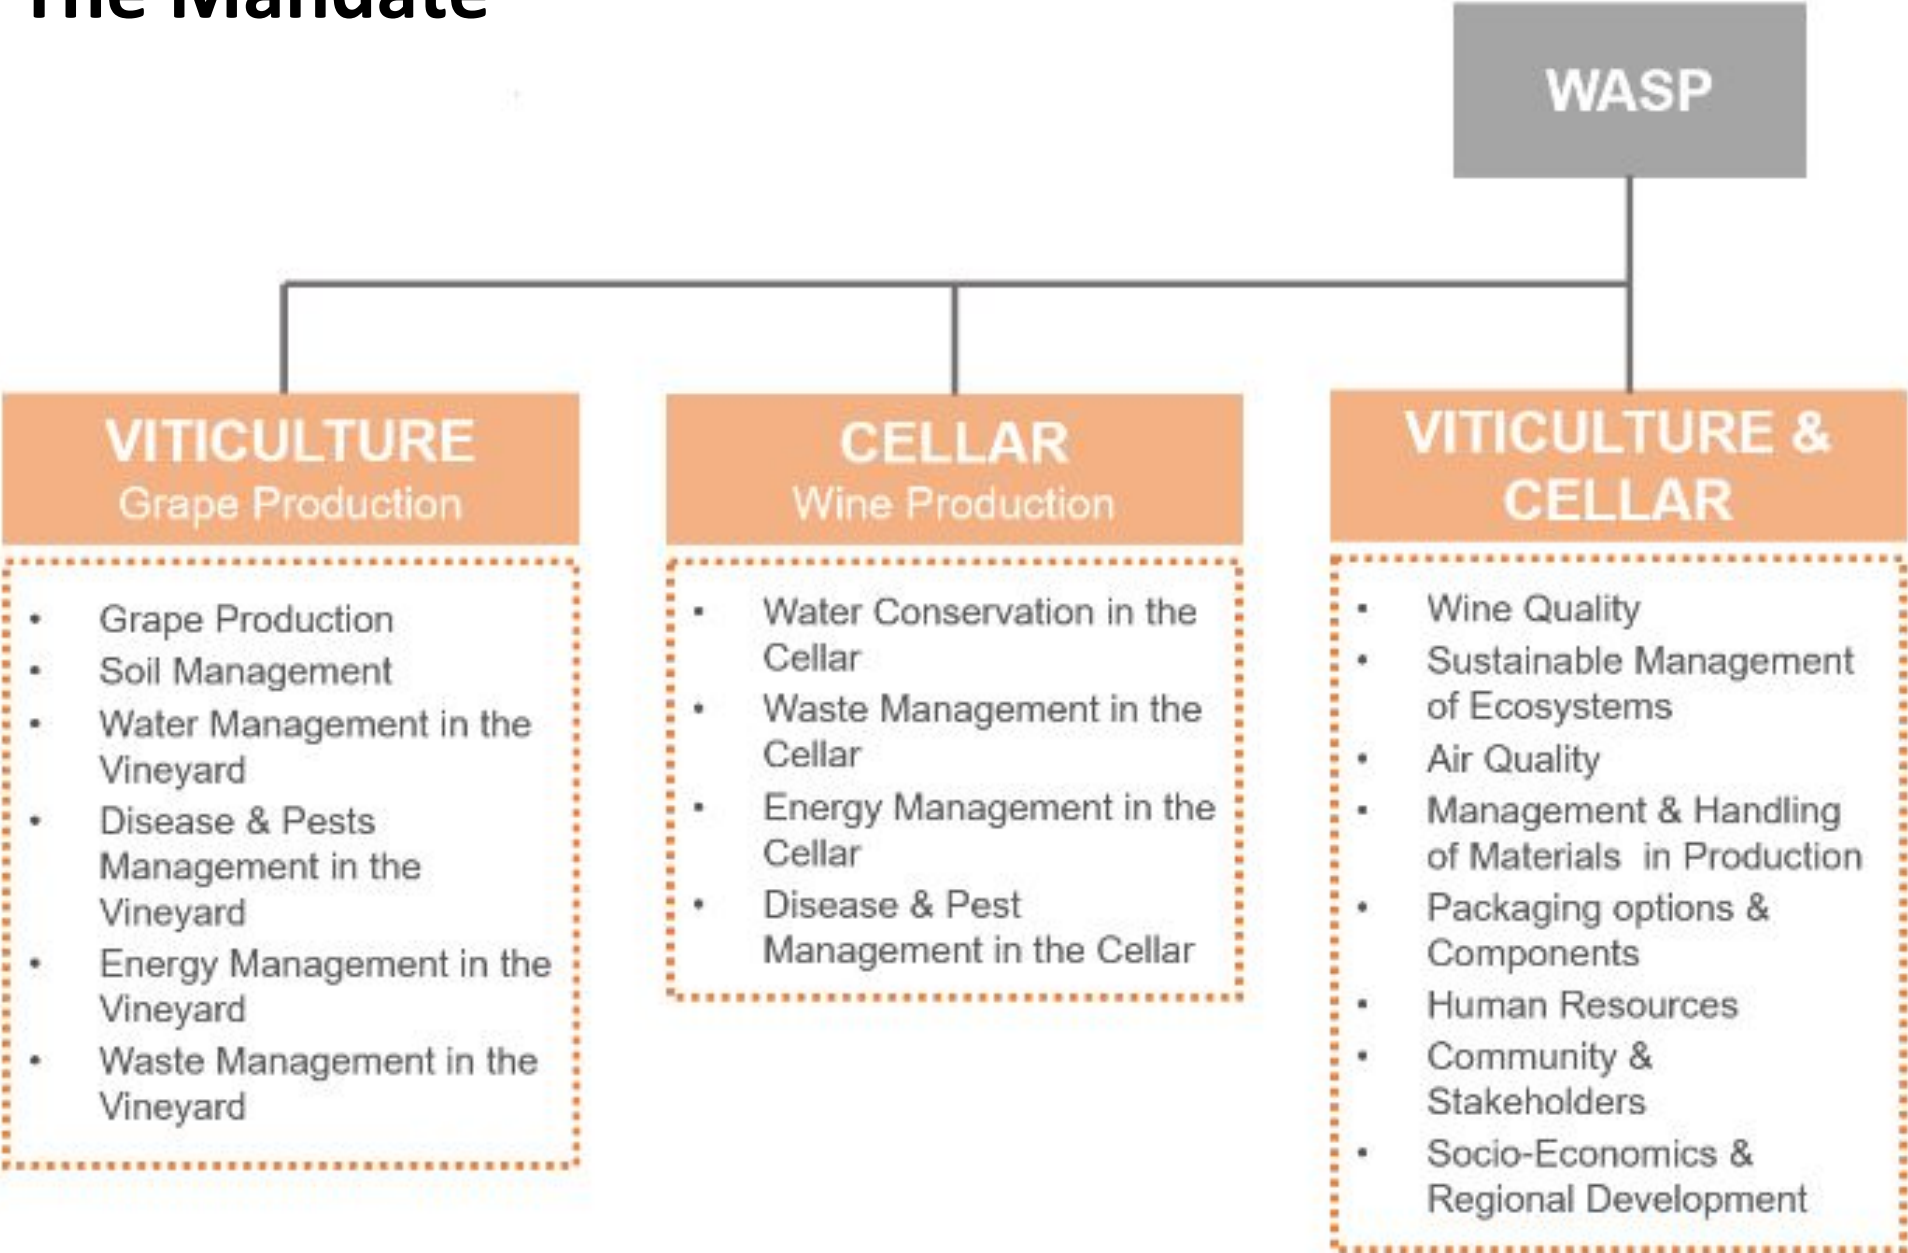 The Mandate
WASP
VITICULTURE
Grape Production
• Grape Production
• Soil Management
• Water Management in the
Vineyard
• Disease & Pests
Management in the
Vineyard
• Energy Management in the
Vineyard
• Waste Management in the
Vineyard
CELLAR
Wine Production
• Water Conservation in the
Cellar
• Waste Management in the
Cellar
• Energy Management in the
Cellar
• Disease & Pest
Management in the Cellar
VITICULTURE &
CELLAR
• Wine Quality
• Sustainable Management
of Ecosystems
• Air Quality
• Management & Handling
of Materials in Production
• Packaging options &
Components
• Human Resources
• Community &
Stakeholders
• Socio-Economics &
Regional Development